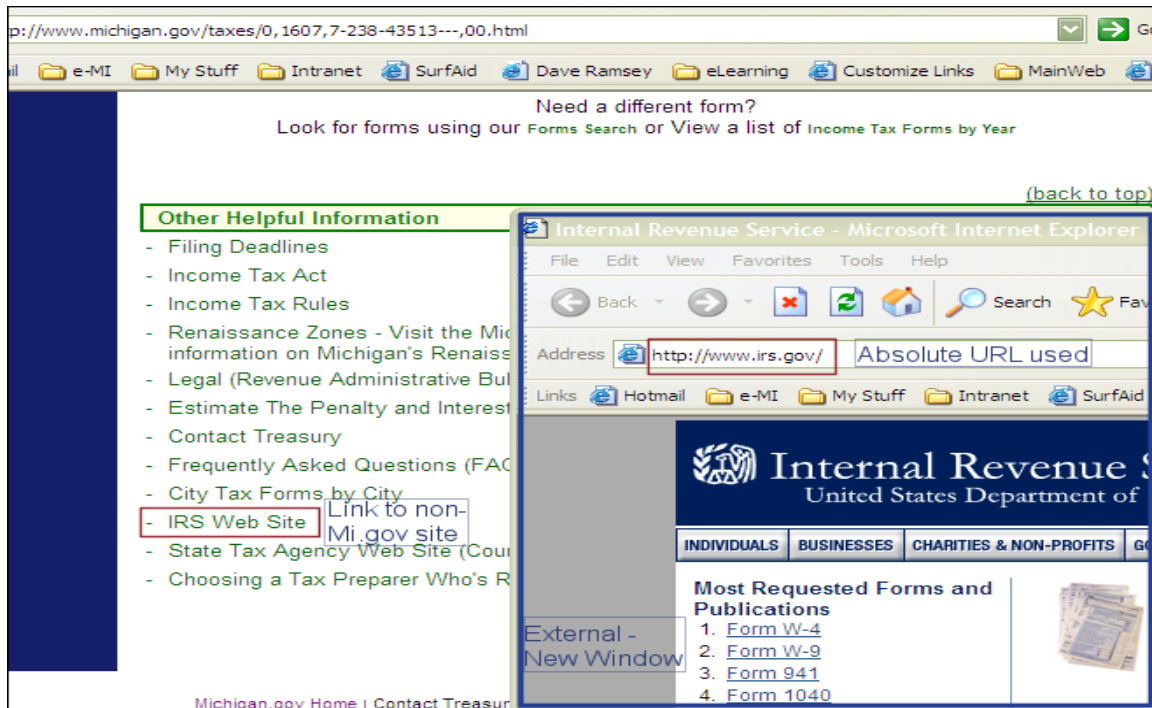 p://www.michigan.gov/taxes/0,1607,7-238-43513---,00.html
e-MI My Stuff Intranet SurfAid Dave Ramsey eLearning Customize Links MainWeb
Need a different form?
Look for forms using our Forms Search or View a list of Income Tax Forms by Year
(back to top)
Other Helpful Information
- Filing Deadlines
- Income Tax Act
- Income Tax Rules
- Renaissance Zones - Visit the Mic
information on Michigan's Renaiss
- Legal (Revenue Administrative Bul
- Estimate The Penalty and Interest
- Contact Treasury
- Frequently Asked Questions (FAQ
- City Tax Forms by City
- IRS Web Site
Link to non-
Mi.gov site
- State Tax Agency Web Site (Cour
- Choosing a Tax Preparer Who's R
Michigan.gov Home | Contact Treasur
Internal Revenue Service - Microsoft Internet Explorer
File Edit View Favorites Tools Help
Back Search Fav
Address http://www.irs.gov/ Absolute URL used
Links Hotmail e-MI My Stuff Intranet SurfAid
Internal Revenue S
United States Department of
INDIVIDUALS BUSINESSES CHARITIES & NON-PROFITS GO
Most Requested Forms and
Publications
1. Form W-4
2. Form W-9
3. Form 941
4. Form 1040
External -
New Window